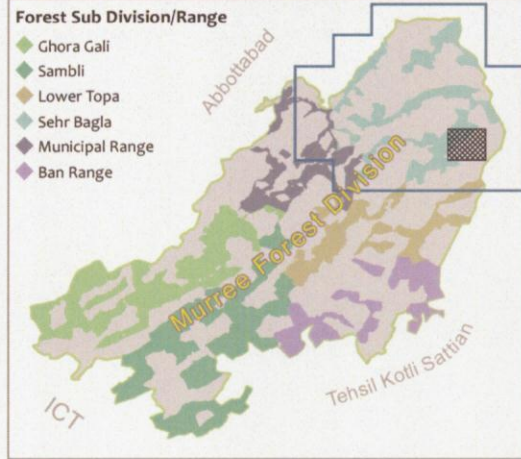 Forest Sub Division/Range
Ghora Gali
Sambli
Lower Topa
Sehr Bagla
Municipal Range
Ban Range
Abbottabad
Murree Forest Division
Tehsil Kotli Sattian
ICT